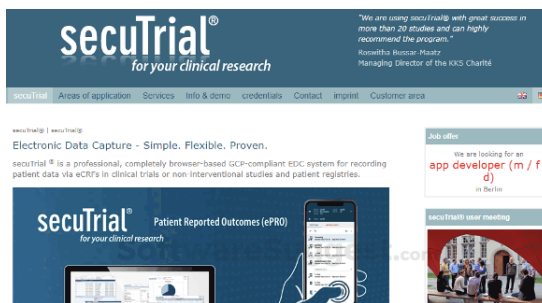 secuTrial®
for your clinical research
"We are using secuTrial® with great success in
more than 20 studies and can highly
recommend the program."
Roswitha Bussar-Maatz
Managing Director of the KKS Charité
secuTrial Areas of application Services Info & demo credentials Contact imprint Customer area
secuTrial® | secuTrial®
Electronic Data Capture - Simple. Flexible. Proven.
secuTrial ® is a professional, completely browser-based GCP-compliant EDC system for recording
patient data via eCRFs in clinical trials or non-interventional studies and patient registries.
Job offer
We are looking for an
app developer (m / f
d)
in Berlin
secuTrial® user meeting
secuTrial®
for your clinical research
Patient Reported Outcomes (ePRO)
.com